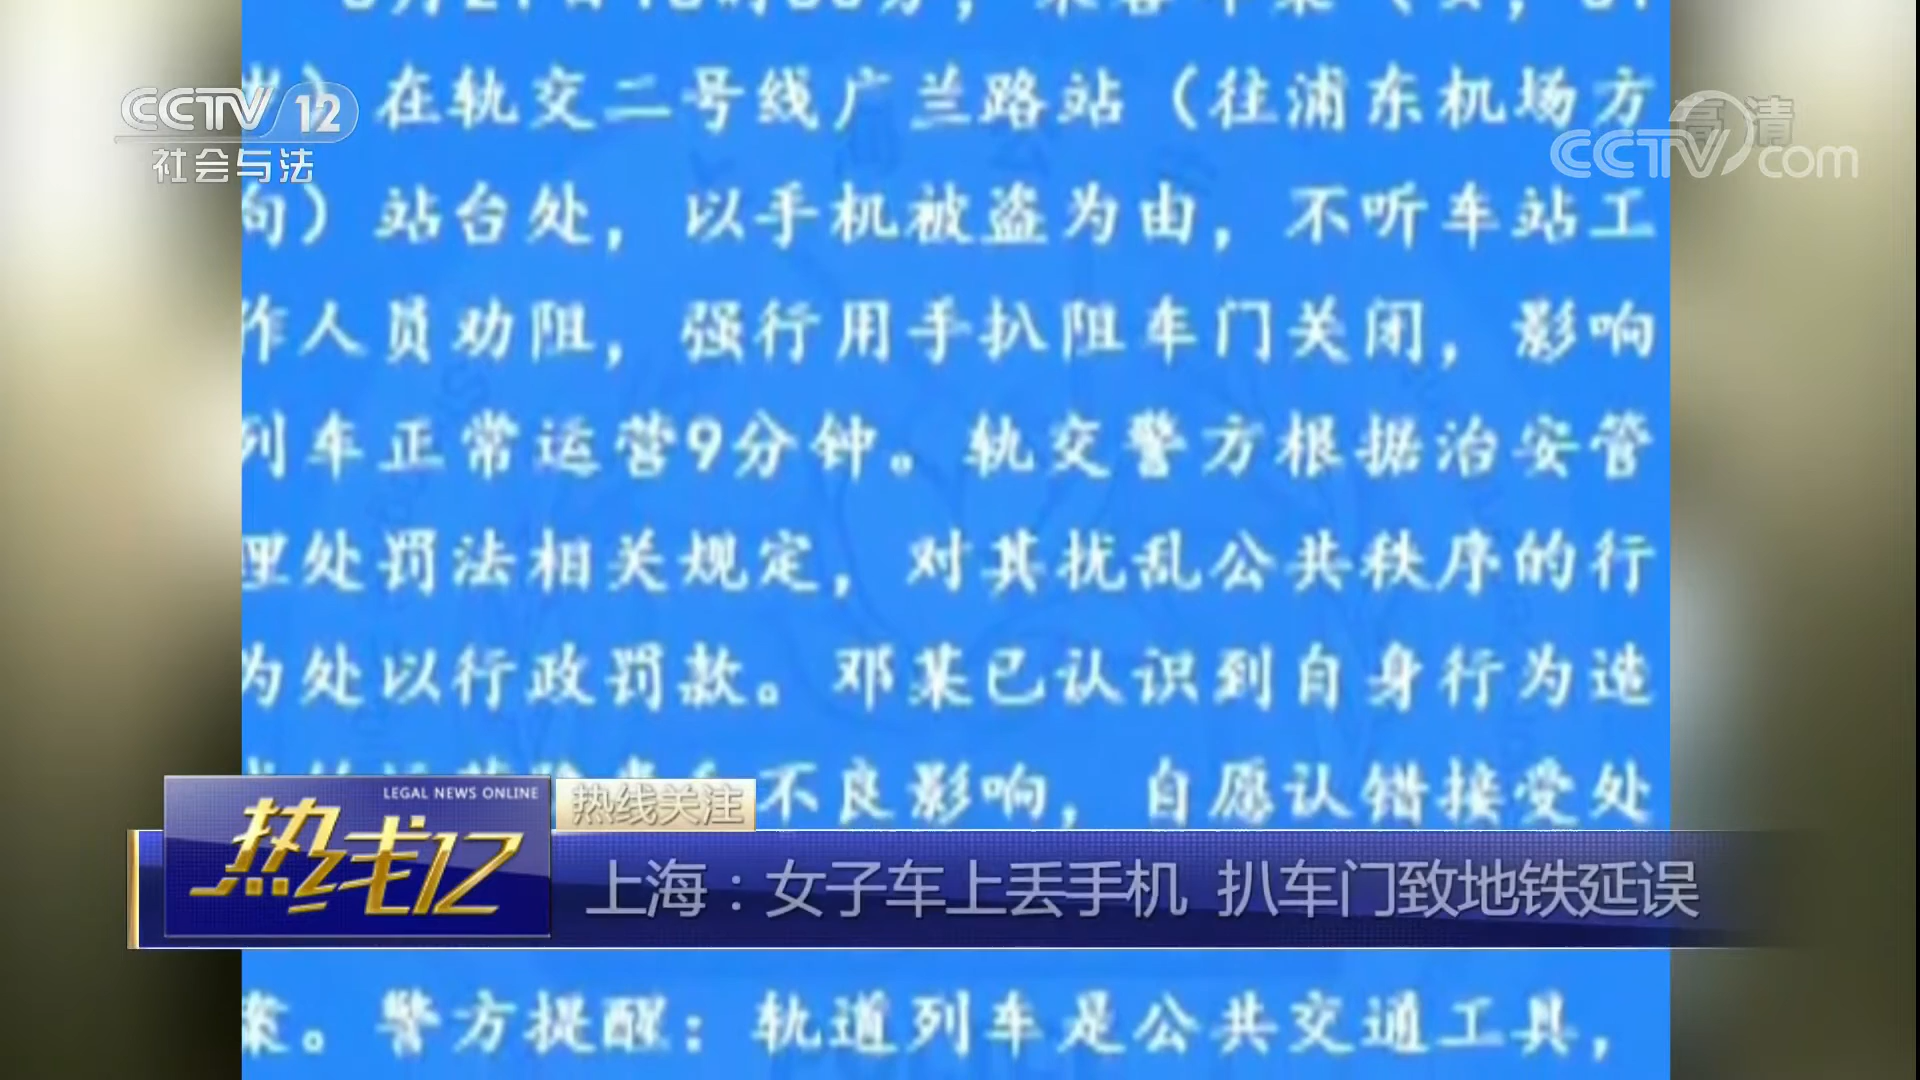 在轨交二号线广兰路站（往浦东机场方
向）站台处，以手机被盗为由，不听车站工
作人员劝阻，强行用手扒阻车门关闭，影响
列车正常运营9分钟。轨交警方根据治安管
理处罚法相关规定，对其扰乱公共秩序的行
为处以行政罚款。邓某已认识到自身行为造
不良影响，自愿认错接受处
案。警方提醒：轨道列车是公共交通工具，
CCTV 12
社会与法
高清
CCTV.com
LEGAL NEWS ONLINE
热线12
热线关注
上海：女子车上丢手机 扒车门致地铁延误